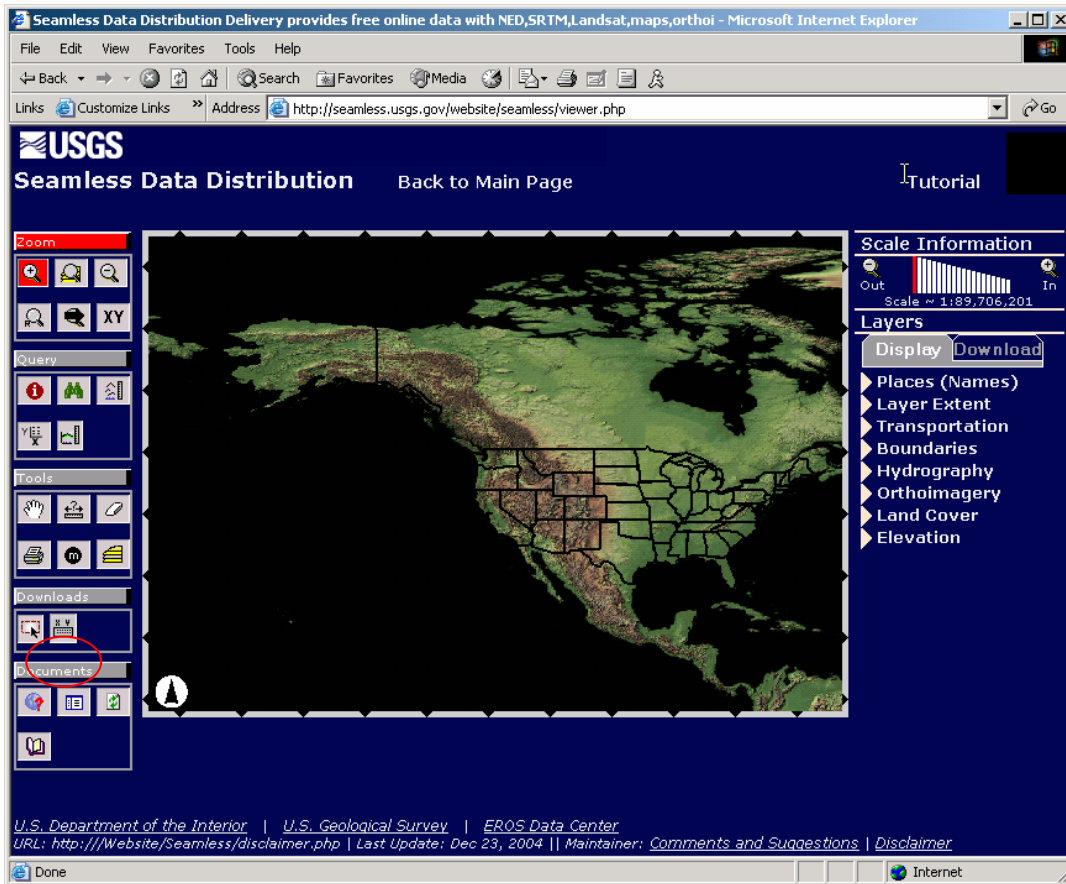 Seamless Data Distribution Delivery provides free online data with NED,SRTM,Landsat,maps,orthoi - Microsoft Internet Explorer
File Edit View Favorites Tools Help
Back Search Favorites Media
Links Customize Links » Address http://seamless.usgs.gov/website/seamless/viewer.php Go
USGS
Seamless Data Distribution Back to Main Page Tutorial
Zoom
XY
Query
Y X
Tools
m
Downloads
X Y
Documents
Scale Information
Out In
Scale ~ 1:89,706,201
Layers
Display Download
Places (Names)
Layer Extent
Transportation
Boundaries
Hydrography
Orthoimagery
Land Cover
Elevation
U.S. Department of the Interior | U.S. Geological Survey | EROS Data Center
URL: http:///Website/Seamless/disclaimer.php | Last Update: Dec 23, 2004 || Maintainer: Comments and Suggestions | Disclaimer
Done Internet